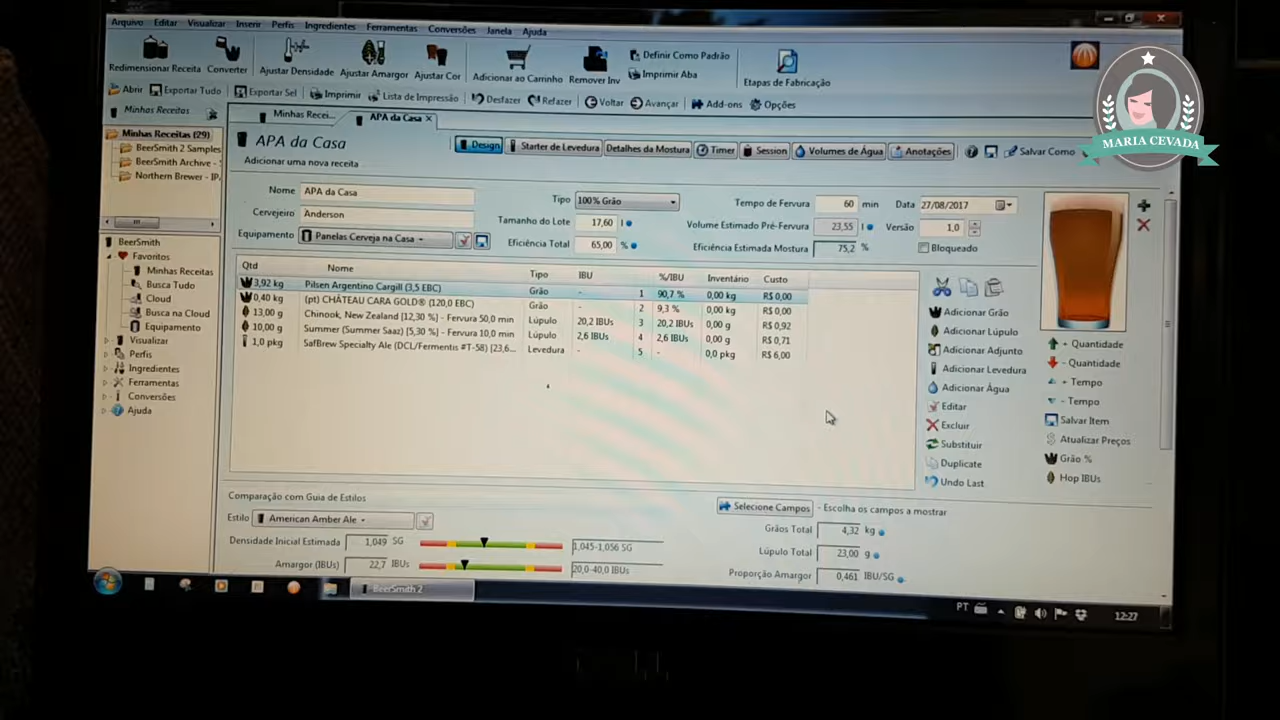 Arquivo Editar Visualizar Inserir Perfis Ingredientes Ferramentas Conversões Janela Ajuda
Redimensionar Receita Converter Ajustar Densidade Ajustar Amargor Ajustar Cor Adicionar ao Carrinho Remover Inv Definir Como Padrão Imprimir Aba Etapas de Fabricação
Abrir Exportar Tudo Exportar Sel Imprimir Lista de Impressão Desfazer Refazer Voltar Avançar Add-ons Opções
MARIA CEVADA
Minhas Receitas
Minhas Recei... APA da Casa
Minhas Receitas (29)
BeerSmith 2 Samples
BeerSmith Archive -
Northern Brewer - IPA
APA da Casa
Design Starter de Levedura Detalhes da Mostura Timer Session Volumes de Água Anotações Salvar Como
Adicionar uma nova receita
Nome APA da Casa Tipo 100% Grão Tempo de Fervura 60 min Data 27/08/2017
Cervejeiro Anderson Tamanho do Lote 17,60 l Volume Estimado Pré-Fervura 23,55 l Versão 1,0
Equipamento Panelas Cerveja na Casa Eficiência Total 65,00 % Eficiência Estimada Mostura 75,2 % Bloqueado
BeerSmith
Favoritos
Minhas Receitas
Busca Tudo
Cloud
Busca na Cloud
Equipamento
Visualizar
Perfis
Ingredientes
Ferramentas
Conversões
Ajuda
Qtd Nome Tipo IBU %/IBU Inventário Custo
3,92 kg Pilsen Argentino Cargill (3,5 EBC) Grão - 1 90,7 % 0,00 kg R$ 0,00
0,40 kg (pt) CHÂTEAU CARA GOLD® (120,0 EBC) Grão - 2 9,3 % 0,00 kg R$ 0,00
13,00 g Chinook, New Zealand [12,30 %] - Fervura 50,0 min Lúpulo 20,2 IBUs 3 20,2 IBUs 0,00 g R$ 0,92
10,00 g Summer (Summer Saaz) [5,30 %] - Fervura 10,0 min Lúpulo 2,6 IBUs 4 2,6 IBUs 0,00 g R$ 0,71
1,0 pkg SafBrew Specialty Ale (DCL/Fermentis #T-58) [23,6... Levedura - 5 - 0,0 pkg R$ 6,00
Adicionar Grão
Adicionar Lúpulo
Adicionar Adjunto
Adicionar Levedura
Adicionar Água
Editar
Excluir
Substituir
Duplicate
Undo Last
+ Quantidade
- Quantidade
+ Tempo
- Tempo
Salvar Item
Atualizar Preços
Grão %
Hop IBUs
Comparação com Guia de Estilos
Selecione Campos - Escolha os campos a mostrar
Estilo American Amber Ale
Grãos Total 4,32 kg
Densidade Inicial Estimada 1,049 SG 1,045-1,056 SG
Lúpulo Total 23,00 g
Amargor (IBUs) 22,7 IBUs 20,0-40,0 IBUs
Proporção Amargor 0,461 IBU/SG
BeerSmith 2
PT 12:27